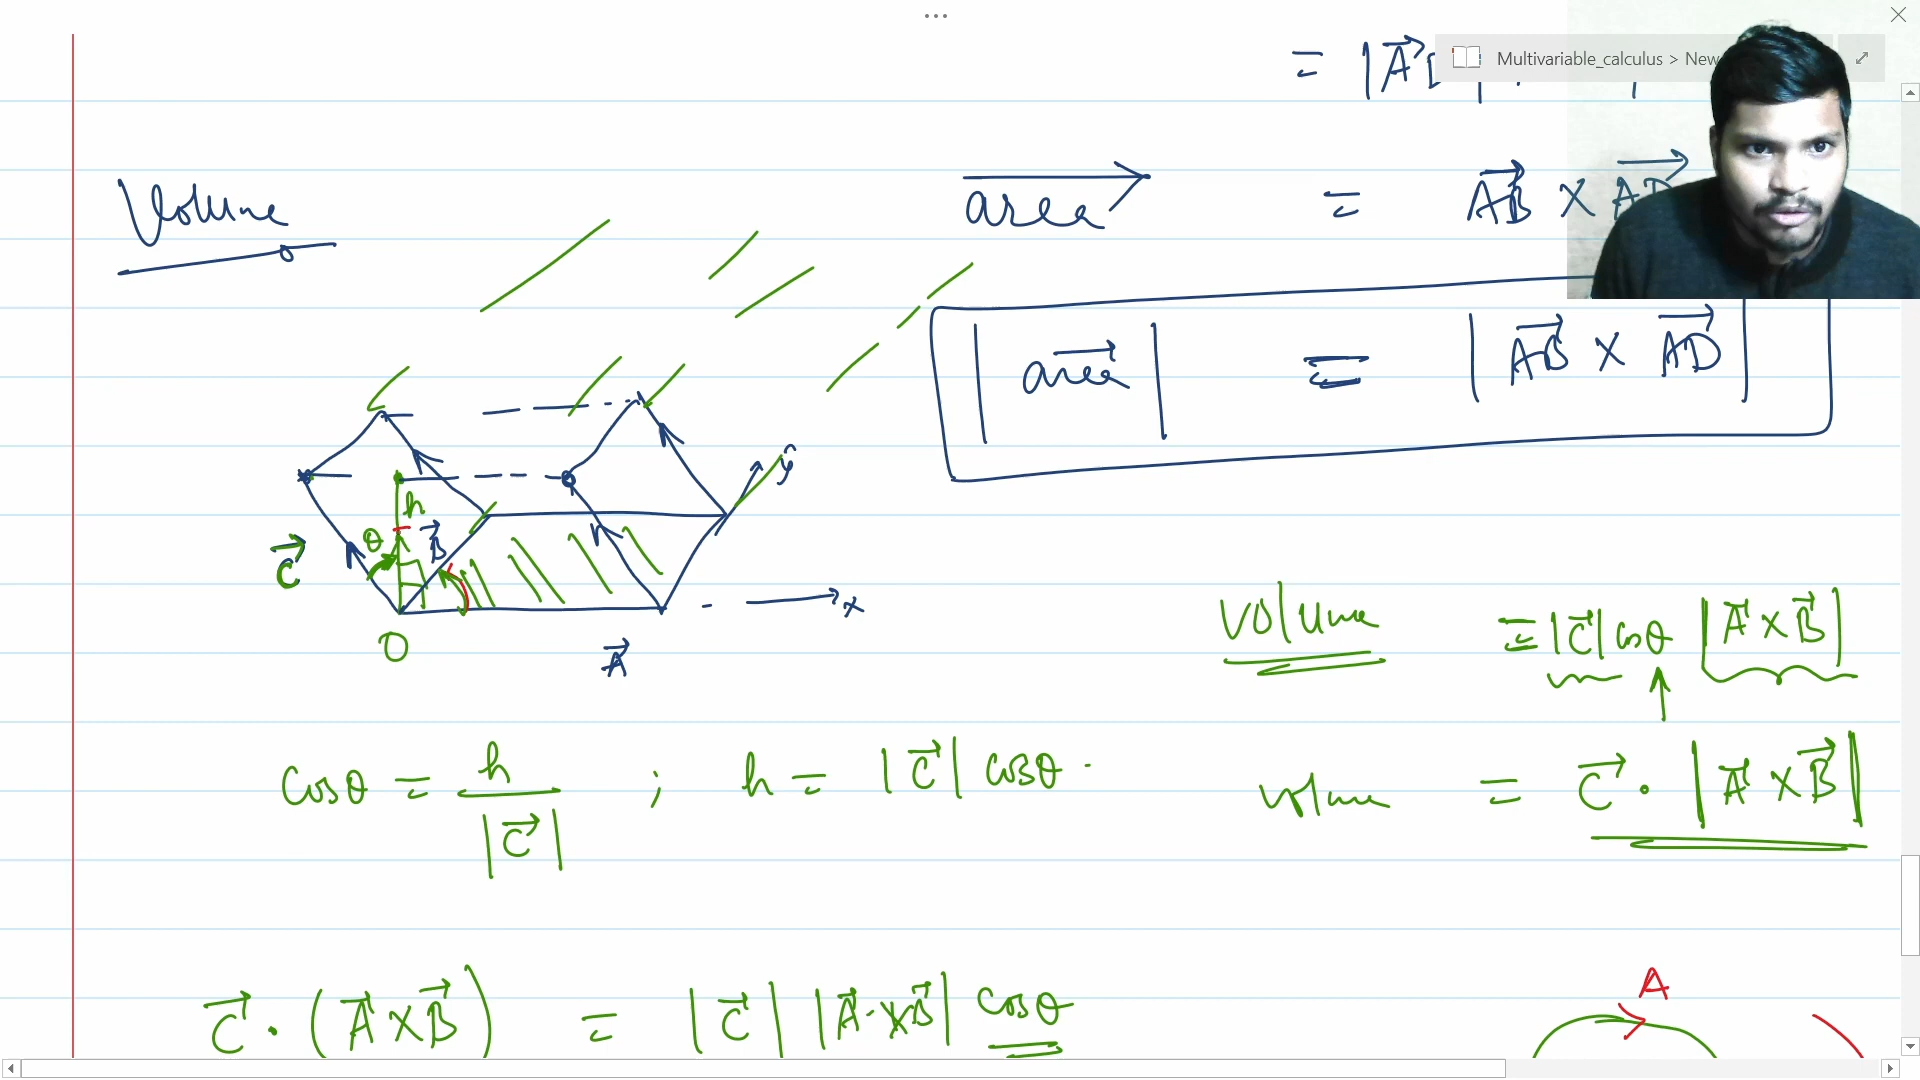 Multivariable_calculus > New
= |A⃗
Volume
area⃗ = AB⃗ × AD⃗
|area⃗| = |AB⃗ × AD⃗|
ŷ
h
θ
B⃗
C⃗
x
O
A⃗
Volume = |C⃗| cosθ |A⃗ × B⃗|
cosθ = h / |C⃗| ; h = |C⃗| cosθ .
volume = C⃗ · |A⃗ × B⃗|
A
C⃗ · (A⃗ × B⃗) = |C⃗| |A⃗ × B⃗| cosθ